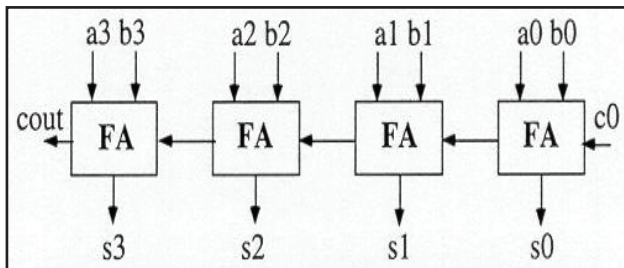 a3 b3 a2 b2 a1 b1 a0 b0
cout FA FA FA FA c0
s3 s2 s1 s0